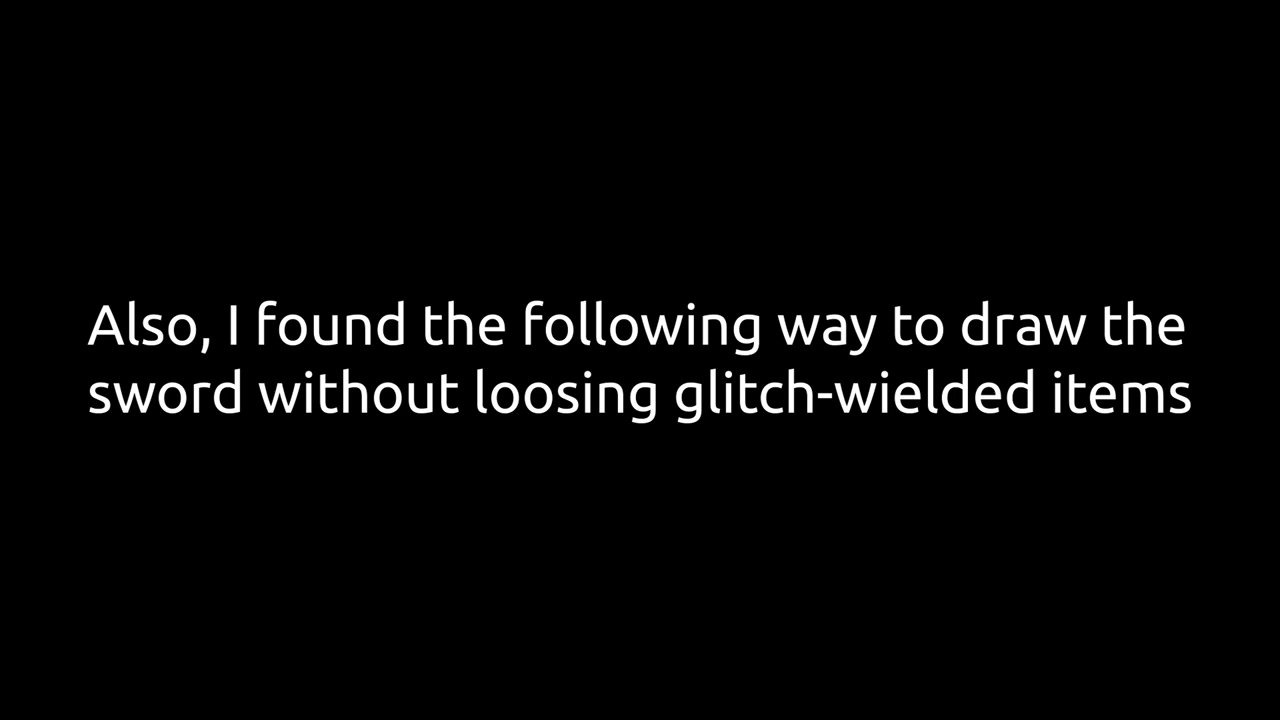 Also, I found the following way to draw the
sword without loosing glitch-wielded items